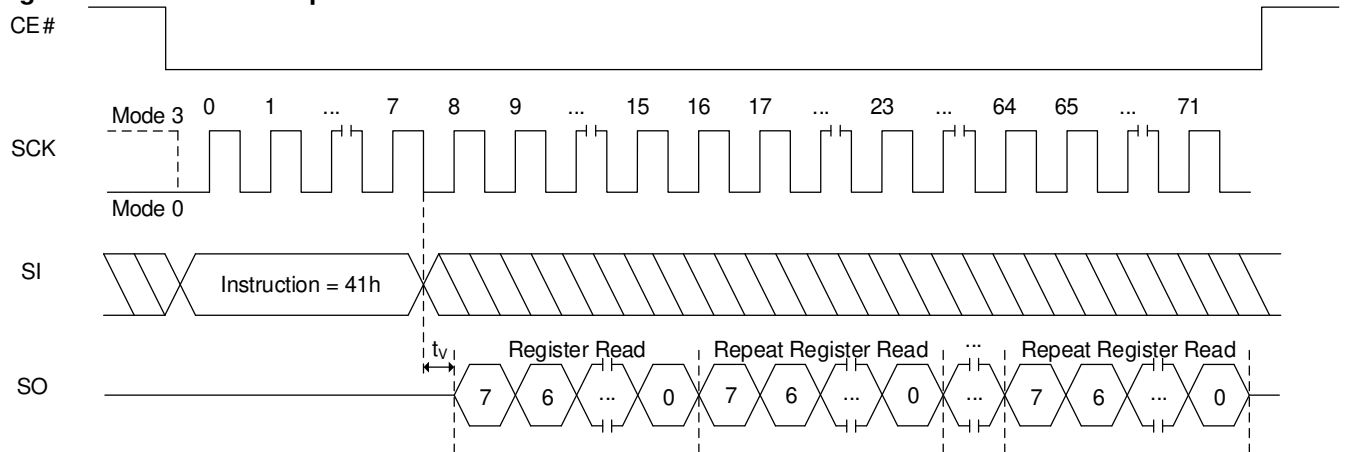 CE#
Mode 3 0 1 ... 7 8 9 ... 15 16 17 ... 23 ... 64 65 ... 71
SCK
Mode 0
SI
Instruction = 41h
tV Register Read Repeat Register Read ... Repeat Register Read
SO
7 6 ... 0 7 6 ... 0 ... 7 6 ... 0